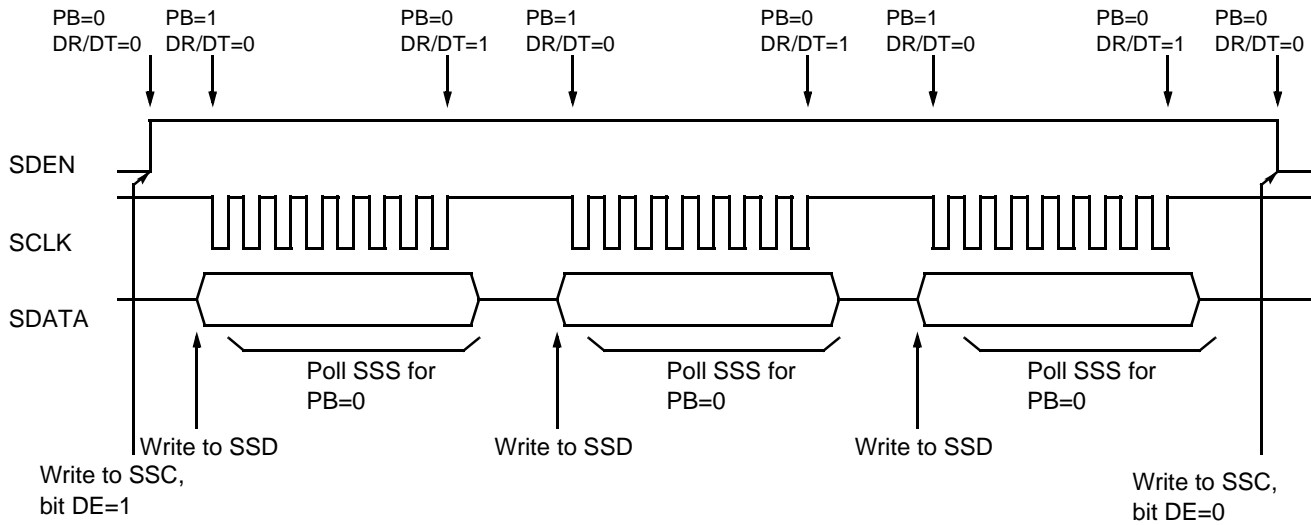 PB=0
DR/DT=0
PB=1
DR/DT=0
PB=0
DR/DT=1
PB=1
DR/DT=0
PB=0
DR/DT=1
PB=1
DR/DT=0
PB=0
DR/DT=1
PB=0
DR/DT=0
SDEN
SCLK
SDATA
Poll SSS for
PB=0
Poll SSS for
PB=0
Poll SSS for
PB=0
Write to SSD
Write to SSD
Write to SSD
Write to SSC,
bit DE=1
Write to SSC,
bit DE=0